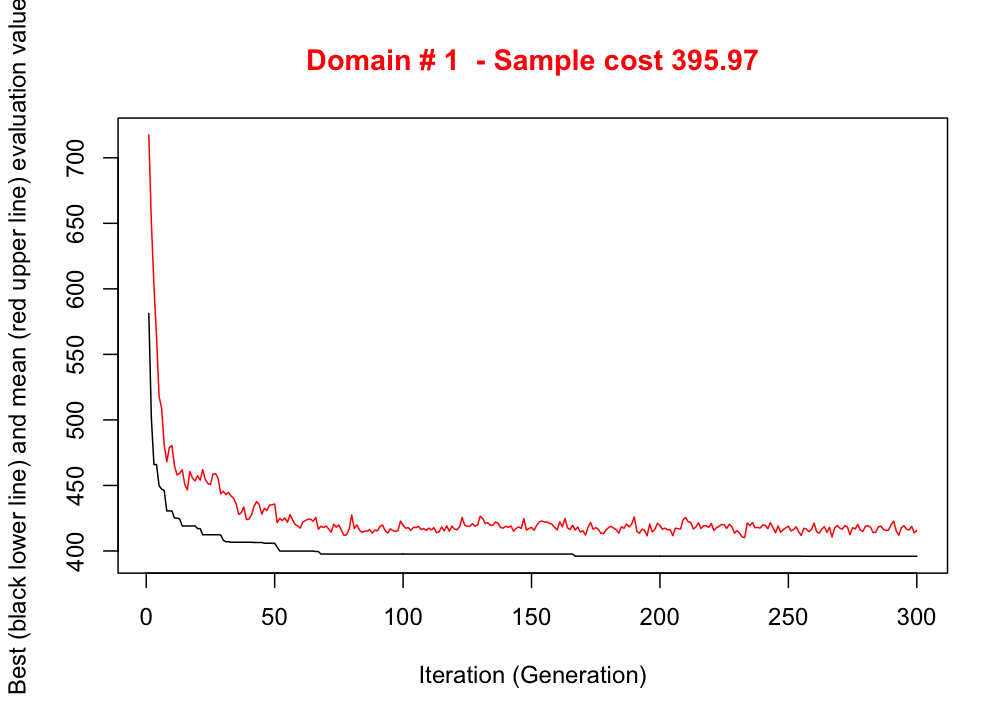 Domain # 1  - Sample cost 395.97
Best (black lower line) and mean (red upper line) evaluation value
700
650
600
550
500
450
400
0 50 100 150 200 250 300
Iteration (Generation)